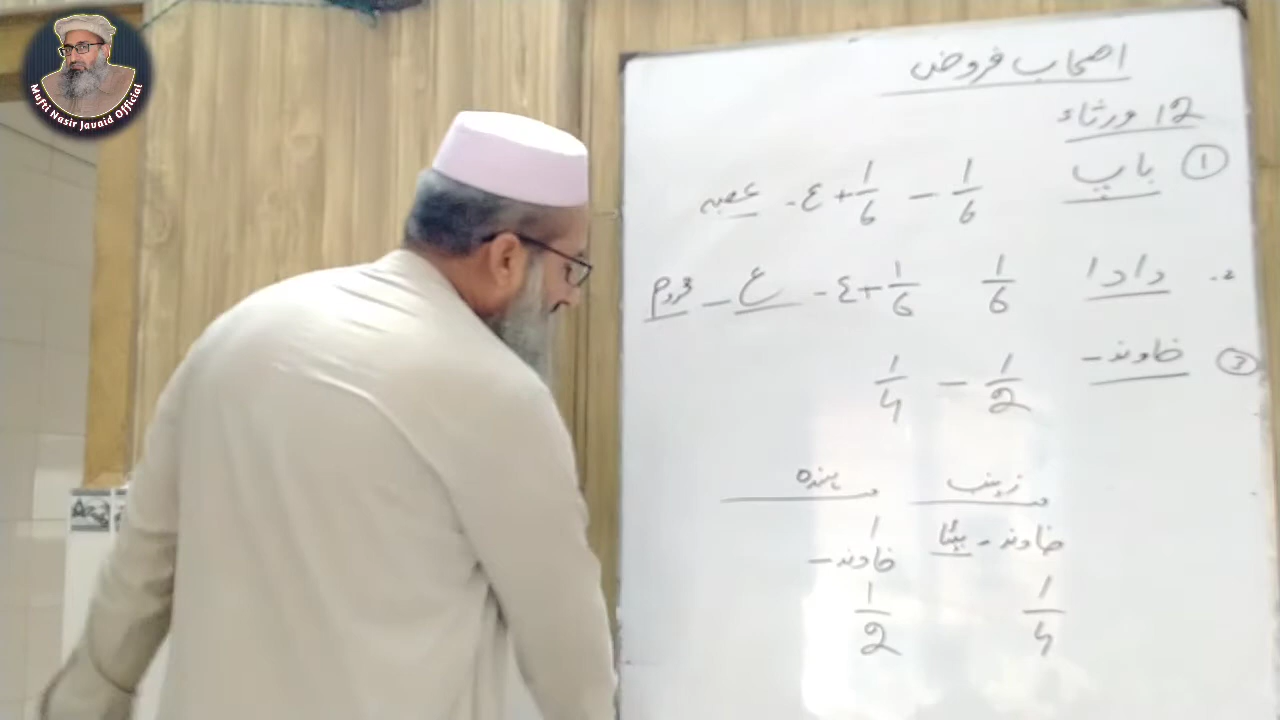 Mufti Nasir Javaid Official
اصحاب فروض
12 ورثاء
① باپ 1/6 – 1/6 + ع - عصبہ
2. دادا 1/6 1/6 + ع - ع – محروم
③ خاوند – 1/2 – 1/4
زینب ہندہ
خاوند - بیٹا خاوند –
1/4 1/2